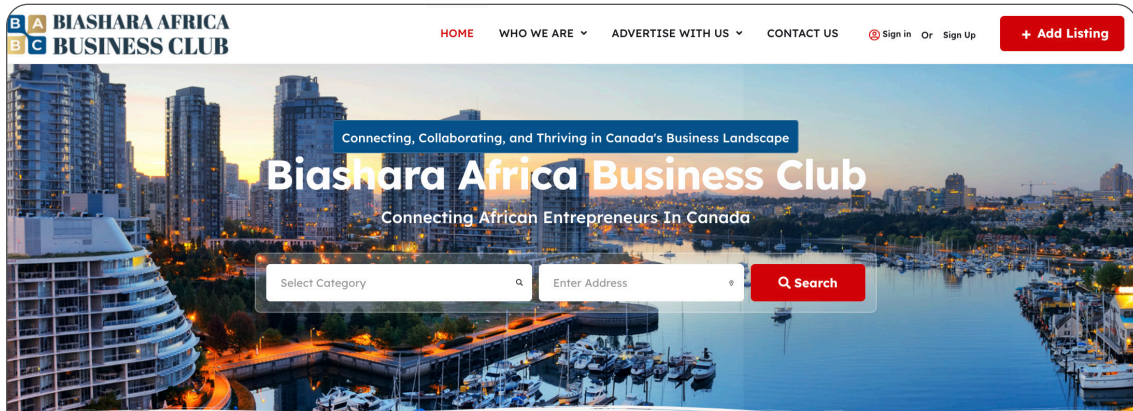 B A BIASHARA AFRICA
B C BUSINESS CLUB
HOME WHO WE ARE ADVERTISE WITH US CONTACT US Sign in Or Sign Up + Add Listing
Connecting, Collaborating, and Thriving in Canada's Business Landscape
Biashara Africa Business Club
Connecting African Entrepreneurs In Canada
Select Category Enter Address Search